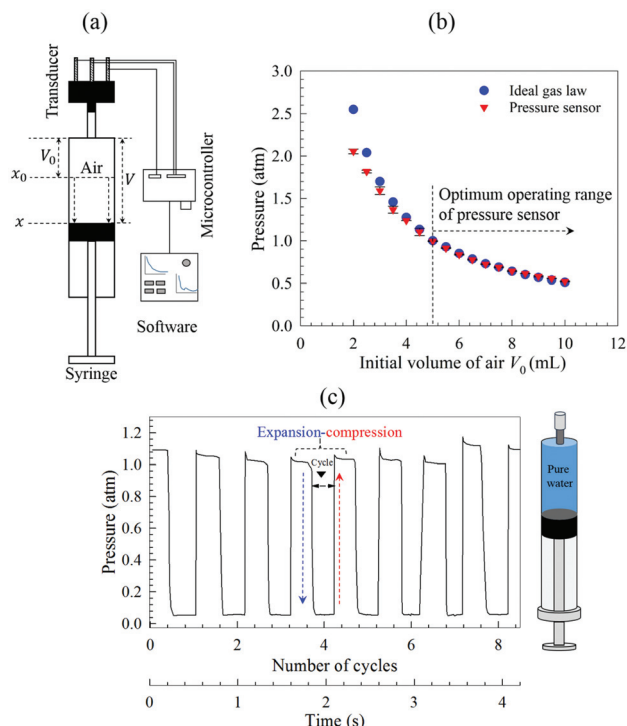 (a)
Transducer
V₀
Air
V
x₀
x
Microcontroller
Software
Syringe
(b)
3.0
2.5
2.0
1.5
1.0
0.5
0.0
Pressure (atm)
Ideal gas law
Pressure sensor
Optimum operating range
of pressure sensor
0 2 4 6 8 10 12
Initial volume of air V₀ (mL)
(c)
1.4
1.2
1.0
0.8
0.6
0.4
0.2
0.0
Pressure (atm)
Expansion-compression
Cycle
0 2 4 6 8
Number of cycles
0 1 2 3 4
Time (s)
Pure
water